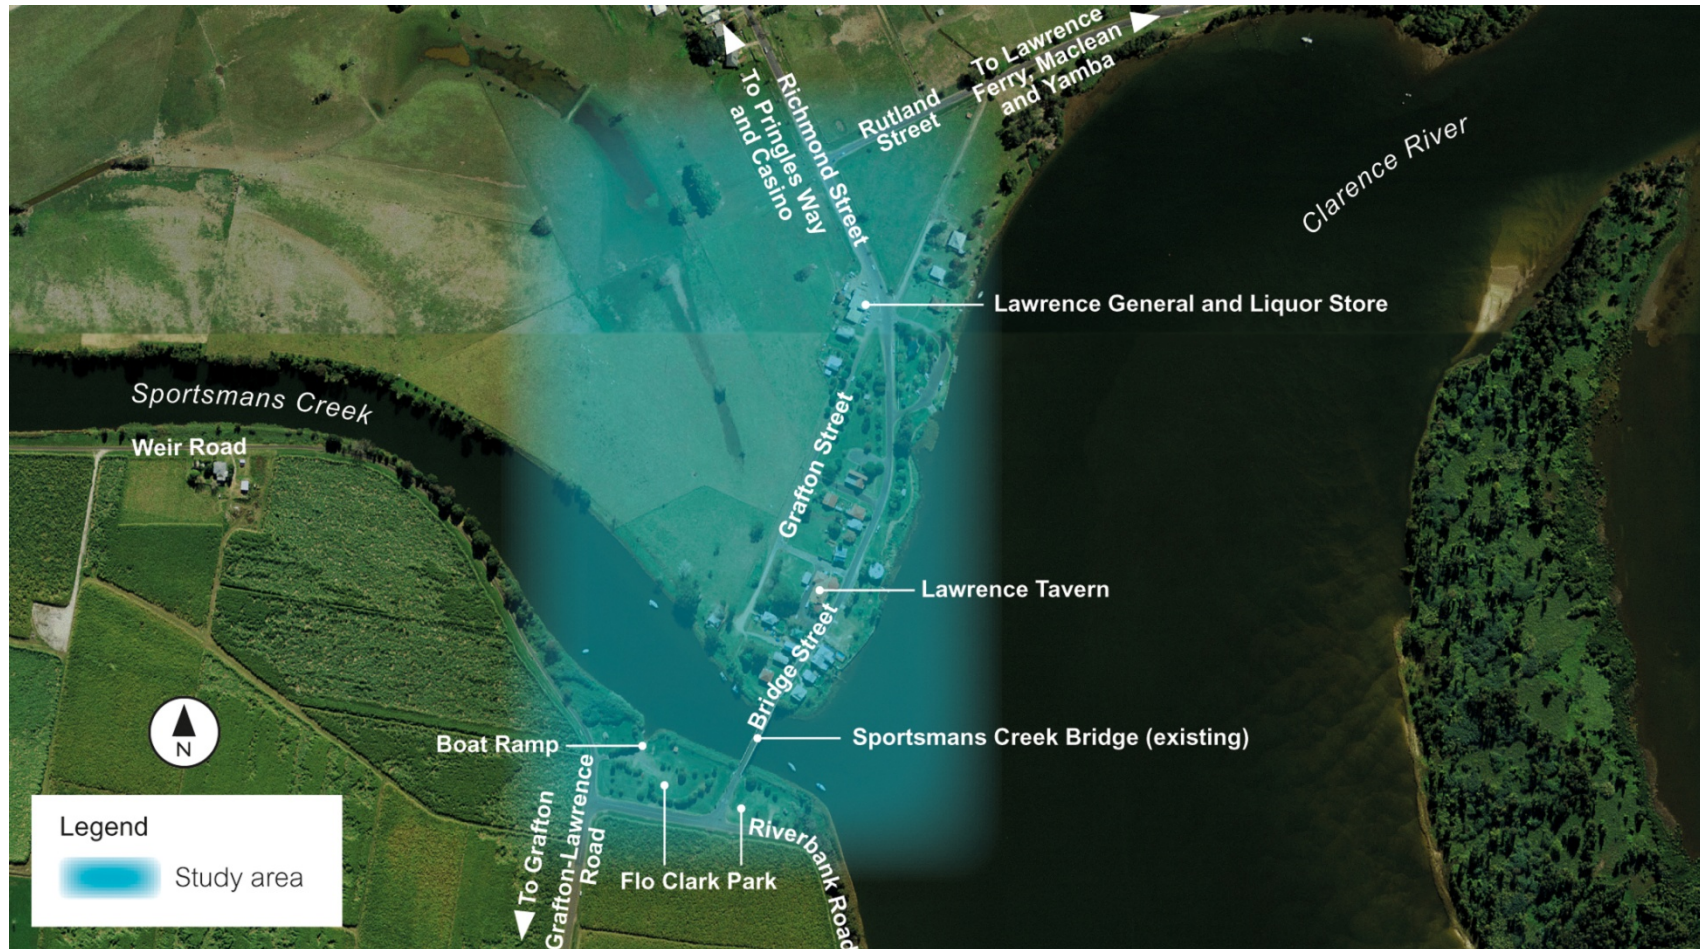 To Lawrence
Ferry, Maclean
and Yamba
Richmond Street
To Pringles Way
and Casino
Rutland
Street
Clarence River
Lawrence General and Liquor Store
Sportsmans Creek
Weir Road
Grafton Street
Lawrence Tavern
Bridge Street
Sportsmans Creek Bridge (existing)
Boat Ramp
N
Legend
Study area
To Grafton
Grafton-Lawrence
Road
Flo Clark Park
Riverbank Road